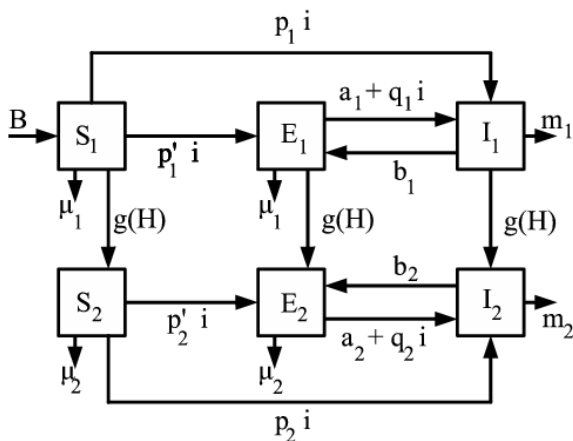 p₁ i
B
S₁
p'₁ i
E₁
a₁ + q₁ i
b₁
I₁
m₁
μ₁
g(H)
μ₁
g(H)
g(H)
S₂
p'₂ i
E₂
b₂
a₂ + q₂ i
I₂
m₂
μ₂
μ₂
p₂ i